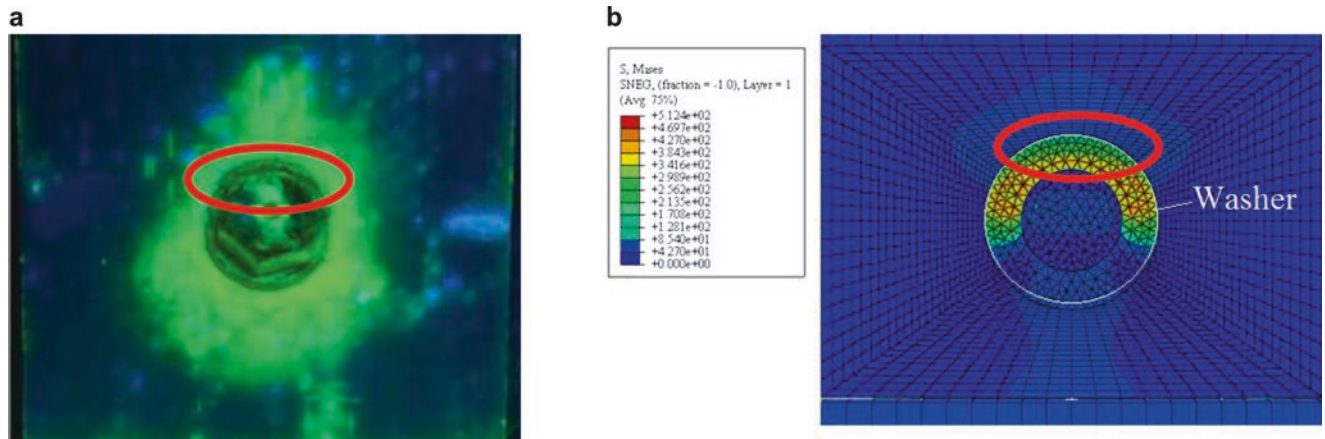 a
b
S, Mises
SNEG, (fraction = -1.0), Layer = 1
(Avg: 75%)
+5.124e+02
+4.697e+02
+4.270e+02
+3.843e+02
+3.416e+02
+2.989e+02
+2.562e+02
+2.135e+02
+1.708e+02
+1.281e+02
+8.540e+01
+4.270e+01
+0.000e+00
Washer